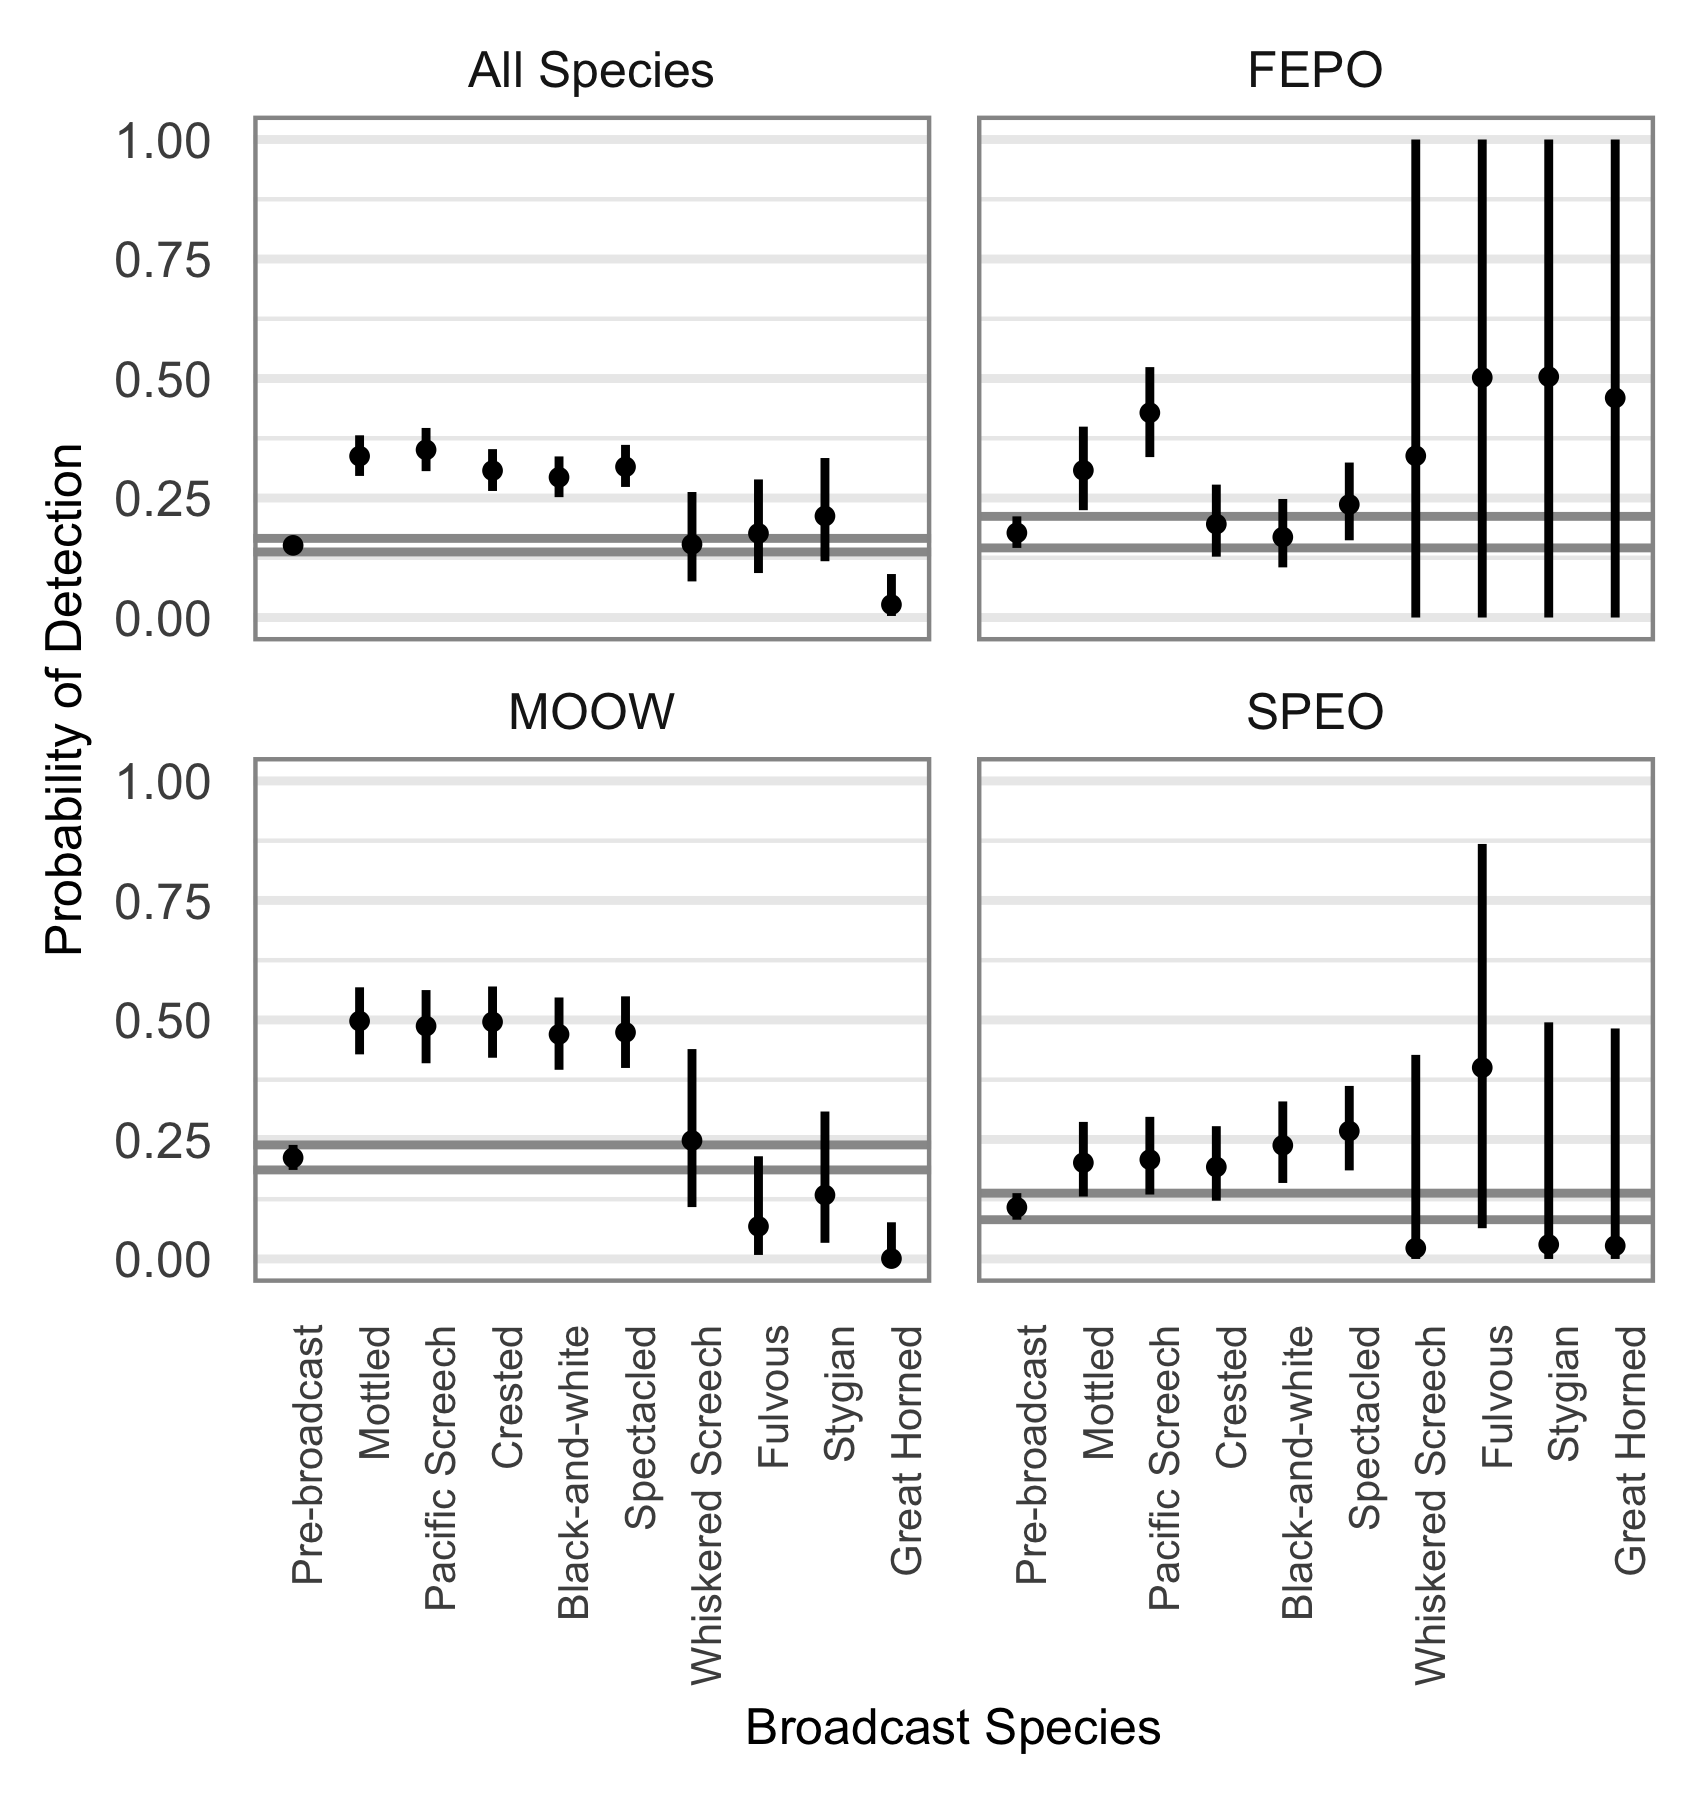 All Species
FEPO
1.00
0.75
0.50
0.25
0.00
MOOW
SPEO
1.00
0.75
0.50
0.25
0.00
Probability of Detection
Pre-broadcast
Mottled
Pacific Screech
Crested
Black-and-white
Spectacled
Whiskered Screech
Fulvous
Stygian
Great Horned
Pre-broadcast
Mottled
Pacific Screech
Crested
Black-and-white
Spectacled
Whiskered Screech
Fulvous
Stygian
Great Horned
Broadcast Species